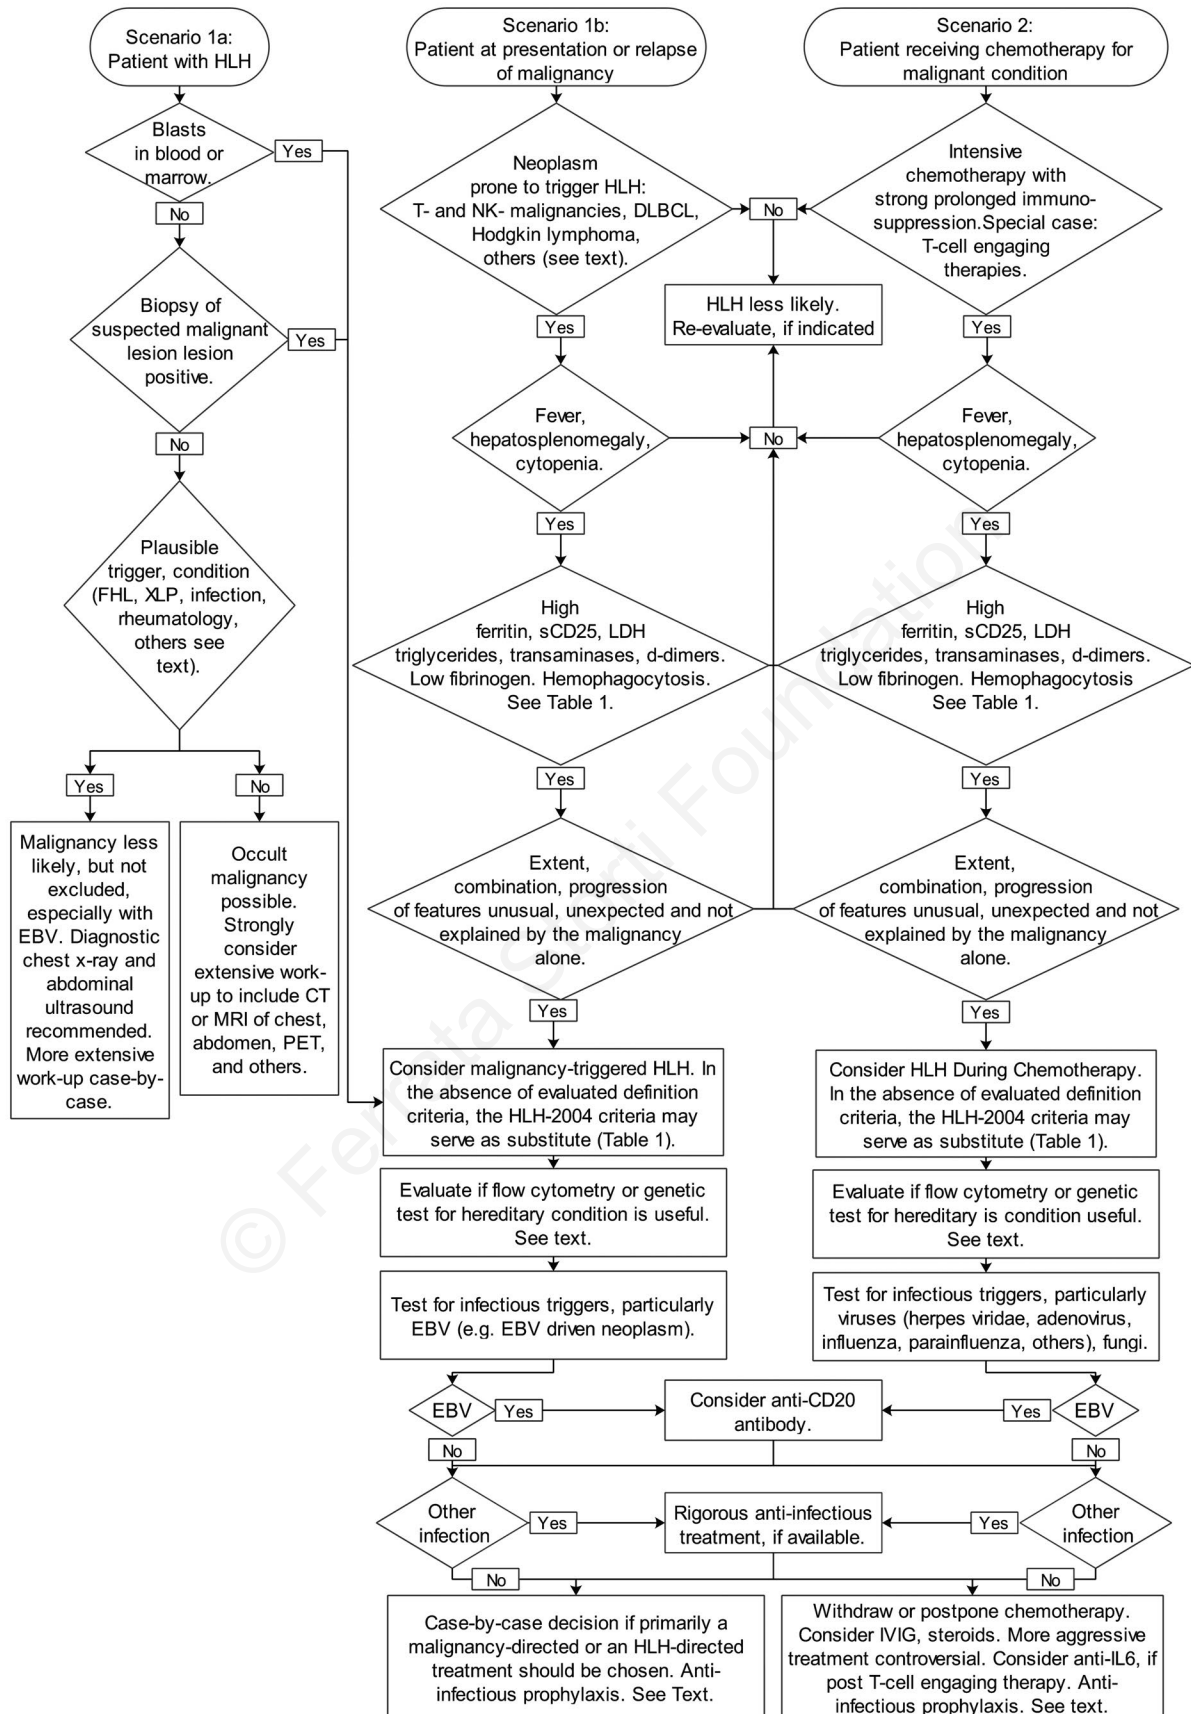 Scenario 1a:
Patient with HLH
Blasts
in blood or
marrow.
Yes
No
Biopsy of
suspected malignant
lesion lesion
positive.
Yes
No
Plausible
trigger, condition
(FHL, XLP, infection,
rheumatology,
others see
text).
Yes
No
Malignancy less
likely, but not
excluded,
especially with
EBV. Diagnostic
chest x-ray and
abdominal
ultrasound
recommended.
More extensive
work-up case-by-
case.
Occult
malignancy
possible.
Strongly
consider
extensive work-
up to include CT
or MRI of chest,
abdomen, PET,
and others.
Scenario 1b:
Patient at presentation or relapse
of malignancy
Neoplasm
prone to trigger HLH:
T- and NK- malignancies, DLBCL,
Hodgkin lymphoma,
others (see text).
No
Yes
HLH less likely.
Re-evaluate, if indicated
Fever,
hepatosplenomegaly,
cytopenia.
No
Yes
High
ferritin, sCD25, LDH
triglycerides, transaminases, d-dimers.
Low fibrinogen. Hemophagocytosis.
See Table 1.
Yes
Extent,
combination, progression
of features unusual, unexpected and not
explained by the malignancy
alone.
Yes
Consider malignancy-triggered HLH. In
the absence of evaluated definition
criteria, the HLH-2004 criteria may
serve as substitute (Table 1).
Evaluate if flow cytometry or genetic
test for hereditary condition is useful.
See text.
Test for infectious triggers, particularly
EBV (e.g. EBV driven neoplasm).
EBV
Yes
No
Consider anti-CD20
antibody.
Other
infection
Yes
No
Rigorous anti-infectious
treatment, if available.
Case-by-case decision if primarily a
malignancy-directed or an HLH-directed
treatment should be chosen. Anti-
infectious prophylaxis. See Text.
Scenario 2:
Patient receiving chemotherapy for
malignant condition
Intensive
chemotherapy with
strong prolonged immuno-
suppression.Special case:
T-cell engaging
therapies.
Yes
Fever,
hepatosplenomegaly,
cytopenia.
Yes
High
ferritin, sCD25, LDH
triglycerides, transaminases, d-dimers.
Low fibrinogen. Hemophagocytosis
See Table 1.
Yes
Extent,
combination, progression
of features unusual, unexpected and not
explained by the malignancy
alone.
Yes
Consider HLH During Chemotherapy.
In the absence of evaluated definition
criteria, the HLH-2004 criteria may
serve as substitute (Table 1).
Evaluate if flow cytometry or genetic
test for hereditary is condition useful.
See text.
Test for infectious triggers, particularly
viruses (herpes viridae, adenovirus,
influenza, parainfluenza, others), fungi.
Yes
EBV
No
Yes
Other
infection
No
Withdraw or postpone chemotherapy.
Consider IVIG, steroids. More aggressive
treatment controversial. Consider anti-IL6, if
post T-cell engaging therapy. Anti-
infectious prophylaxis. See text.
© Ferrata Storti Foundation